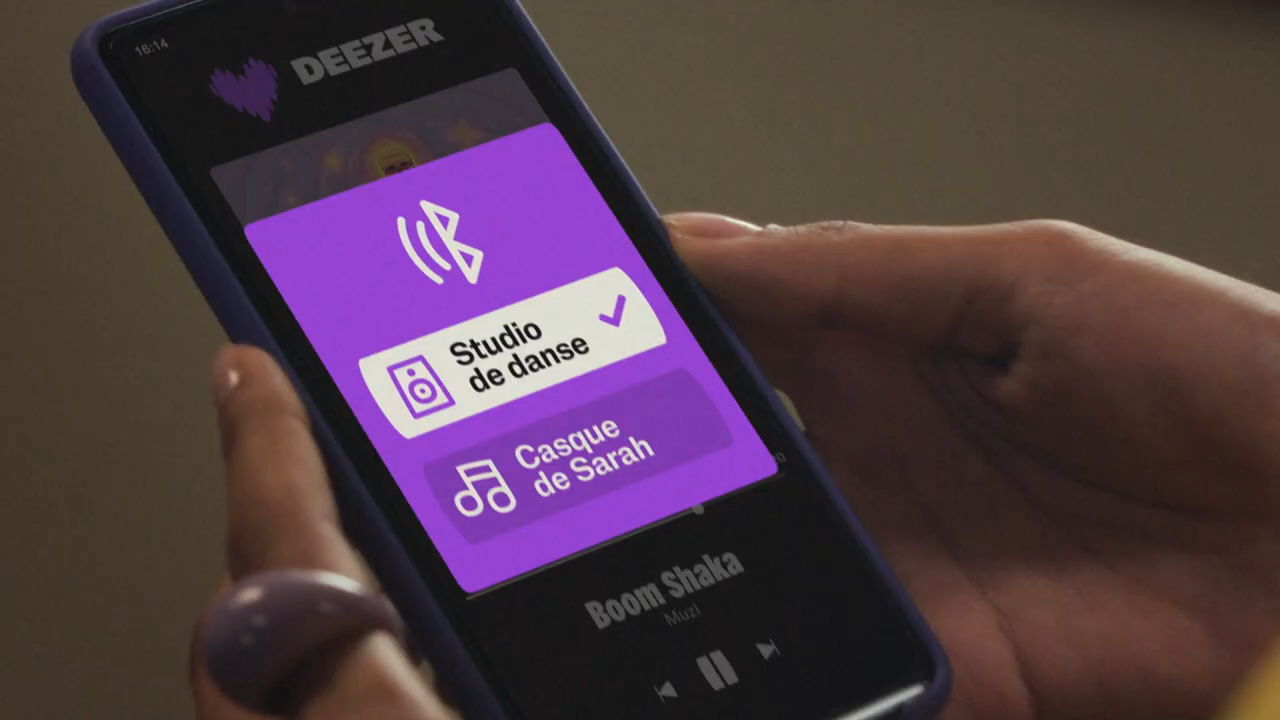 16:14
DEEZER
Studio
de danse
Casque
de Sarah
Boom Shaka
Muzi